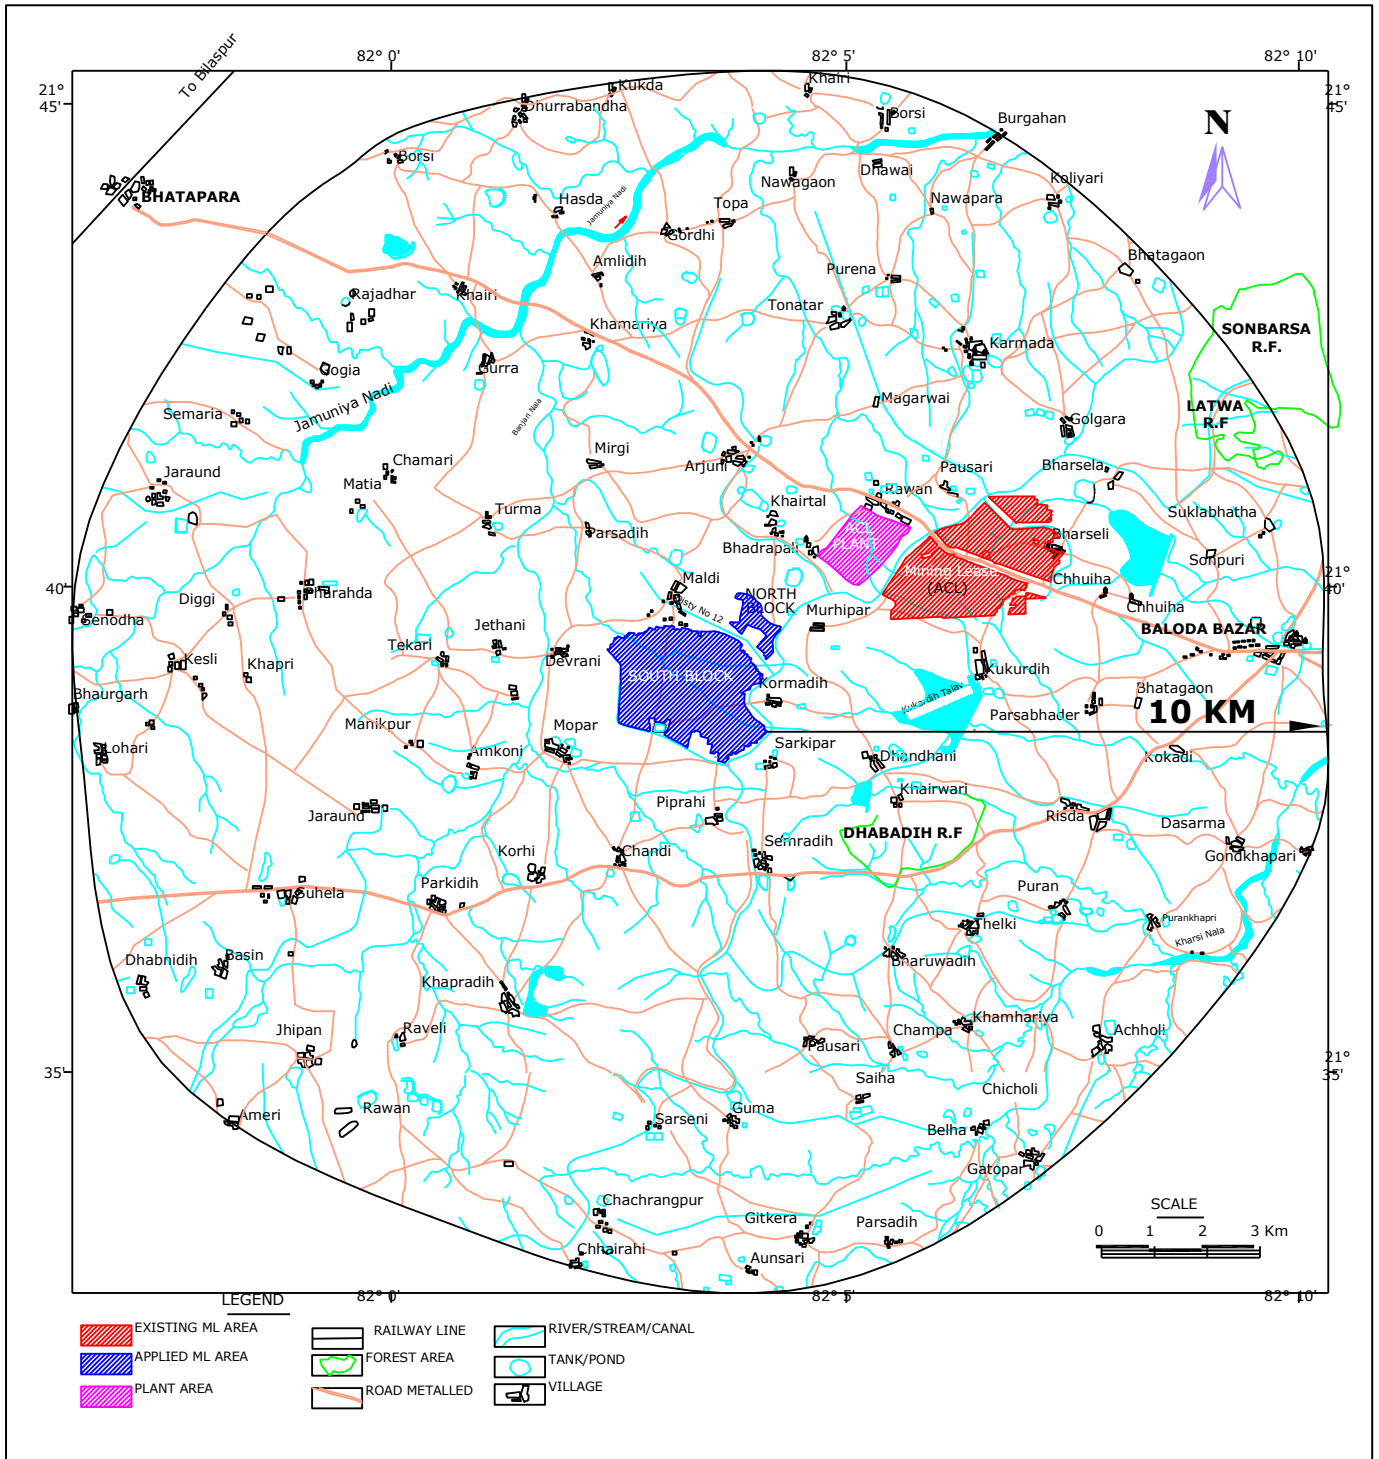 82° 0'
82° 5'
82° 10'
21°
45'
21°
45'
To Bilaspur
Kukda
Khairi
Dhurrabandha
Borsi
Burgahan
N
Borsi
Dhawai
Nawagaon
Koliyari
BHATAPARA
Hasda
Jamuniya Nadi
Topa
Nawapara
Gordhi
Bhatagaon
Amlidih
Purena
Rajadhar
Khairi
Tonatar
Khamariya
SONBARSA
R.F.
Karmada
Gogia
Gurra
Jamuniya Nadi
Banjari Nala
Magarwai
LATWA
R.F
Semaria
Golgara
Mirgi
Arjuni
Chamari
Jaraund
Matia
Pausari
Bharsela
Rawan
Khairtal
Turma
Suklabhatha
Parsadih
ACL
PLANT
Bharseli
Bhadrapali
Sonpuri
Mining Lease
(ACL)
40'
21°
40'
Maldi
Chhuiha
Chhuiha
Bharahda
Diggi
NORTH
BLOCK
Disty No 12
Murhipar
Senodha
Jethani
BALODA BAZAR
Tekari
Devrani
Kesli
Khapri
SOUTH BLOCK
Kukurdih
Kormadih
Bhaurgarh
Kukurdih Talav
Parsabhader
Bhatagaon
10 KM
Manikpur
Mopar
Lohari
Amkoni
Sarkipar
Dhandhani
Kokadi
Piprahi
Khairwari
Jaraund
Risda
Dasarma
DHABADIH R.F
Semradih
Korhi
Chandi
Gondkhapari
Suhela
Parkidih
Puran
Purankhapri
Thelki
Kharsi Nala
Dhabnidih
Basin
Bharuwadih
Khapradih
Jhipan
Raveli
Champa
Khamhariya
Achholi
Pausari
35'
21°
35'
Saiha
Chicholi
Ameri
Rawan
Sarseni
Guma
Belha
Gatopar
Chachrangpur
Gitkera
Parsadih
SCALE
0 1 2 3 Km
Chhairahi
Aunsari
82° 0'
82° 5'
82° 10'
LEGEND
EXISTING ML AREA
RAILWAY LINE
RIVER/STREAM/CANAL
APPLIED ML AREA
FOREST AREA
TANK/POND
PLANT AREA
ROAD METALLED
VILLAGE